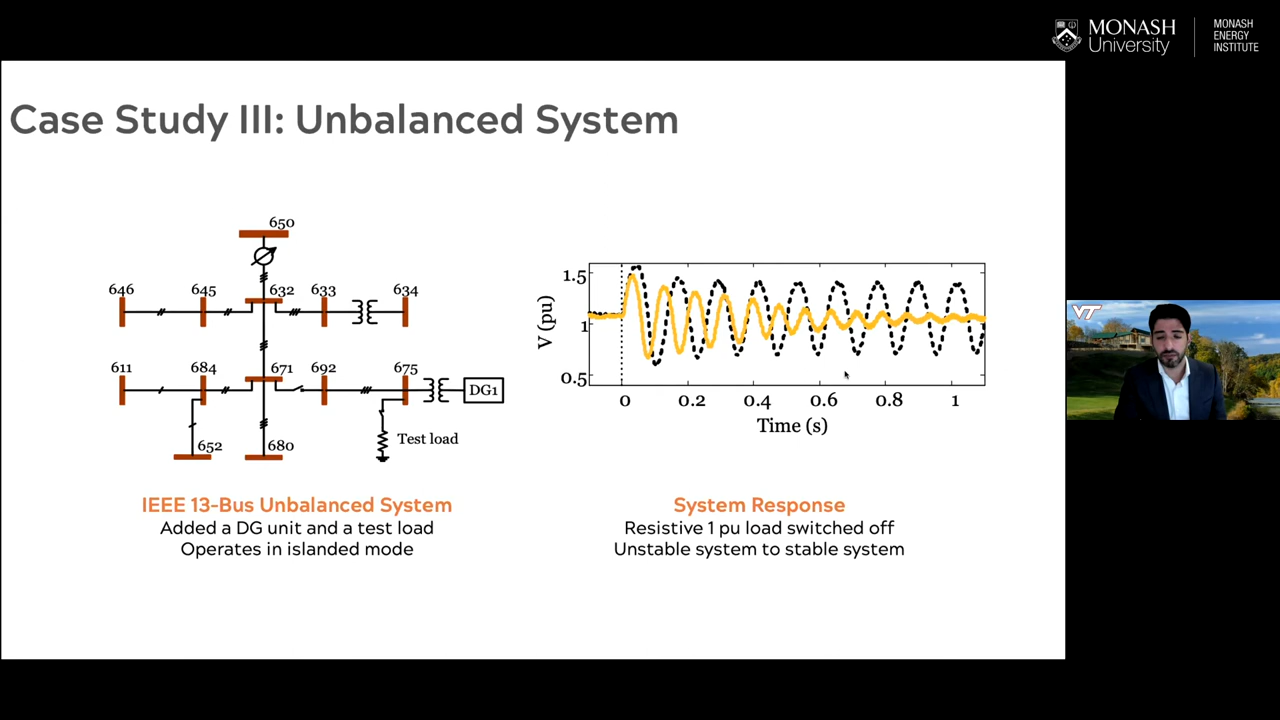 MONASH
University
MONASH
ENERGY
INSTITUTE
Case Study III: Unbalanced System
650
646
645
632
633
634
611
684
671
692
675
DG1
652
680
Test load
1.5
1
0.5
V (pu)
0
0.2
0.4
0.6
0.8
1
Time (s)
IEEE 13-Bus Unbalanced System
Added a DG unit and a test load
Operates in islanded mode
System Response
Resistive 1 pu load switched off
Unstable system to stable system
VT